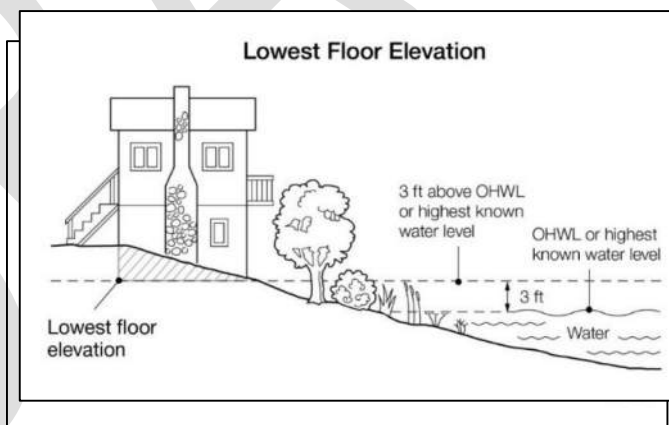 Lowest Floor Elevation
3 ft above OHWL
or highest known
water level
OHWL or highest
known water level
3 ft
Water
Lowest floor
elevation